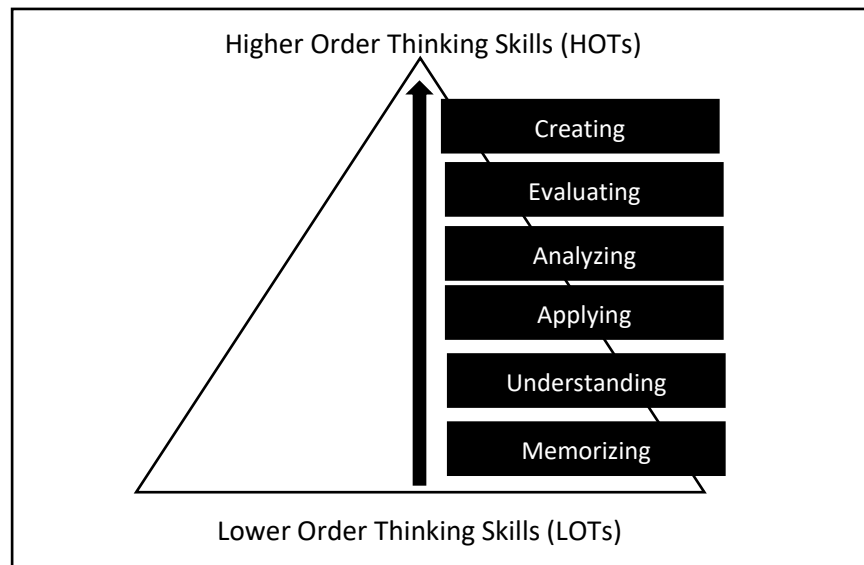 Higher Order Thinking Skills (HOTs)
Creating
Evaluating
Analyzing
Applying
Understanding
Memorizing
Lower Order Thinking Skills (LOTs)